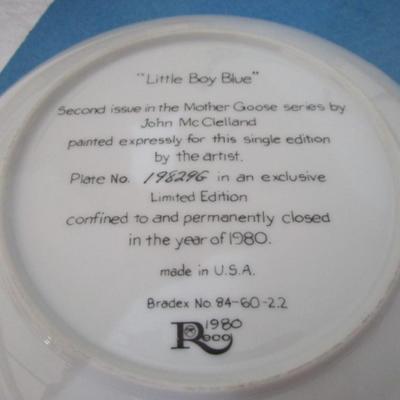 "Little Boy Blue"
Second issue in the Mother Goose series by
John McClelland
painted expressly for this single edition
by the artist.
Plate No. 19829G in an exclusive
Limited Edition
confined to and permanently closed
in the year of 1980.
made in U.S.A.
Bradex No. 84-60-2.2
1980
Reco